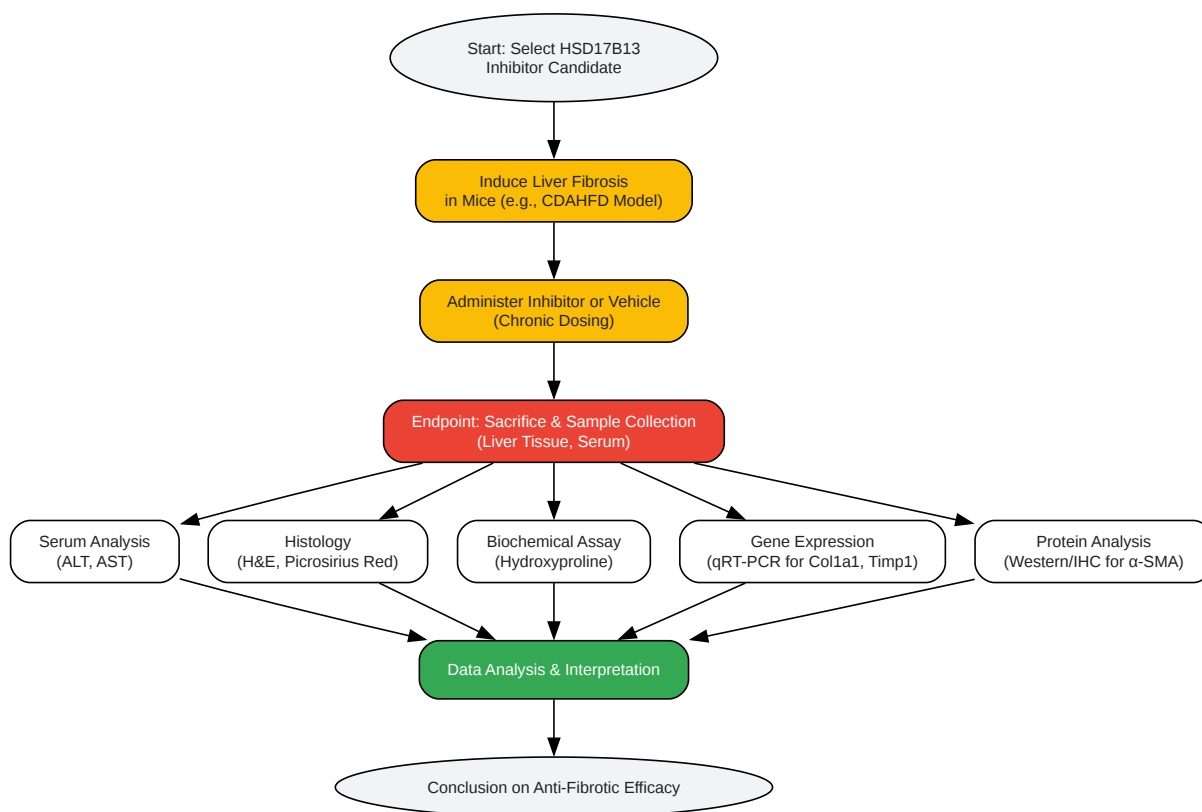 Start: Select HSD17B13
Inhibitor Candidate
Induce Liver Fibrosis
in Mice (e.g., CDAHFD Model)
Administer Inhibitor or Vehicle
(Chronic Dosing)
Endpoint: Sacrifice & Sample Collection
(Liver Tissue, Serum)
Serum Analysis
(ALT, AST)
Histology
(H&E, Picrosirius Red)
Biochemical Assay
(Hydroxyproline)
Gene Expression
(qRT-PCR for Col1a1, Timp1)
Protein Analysis
(Western/IHC for α-SMA)
Data Analysis & Interpretation
Conclusion on Anti-Fibrotic Efficacy